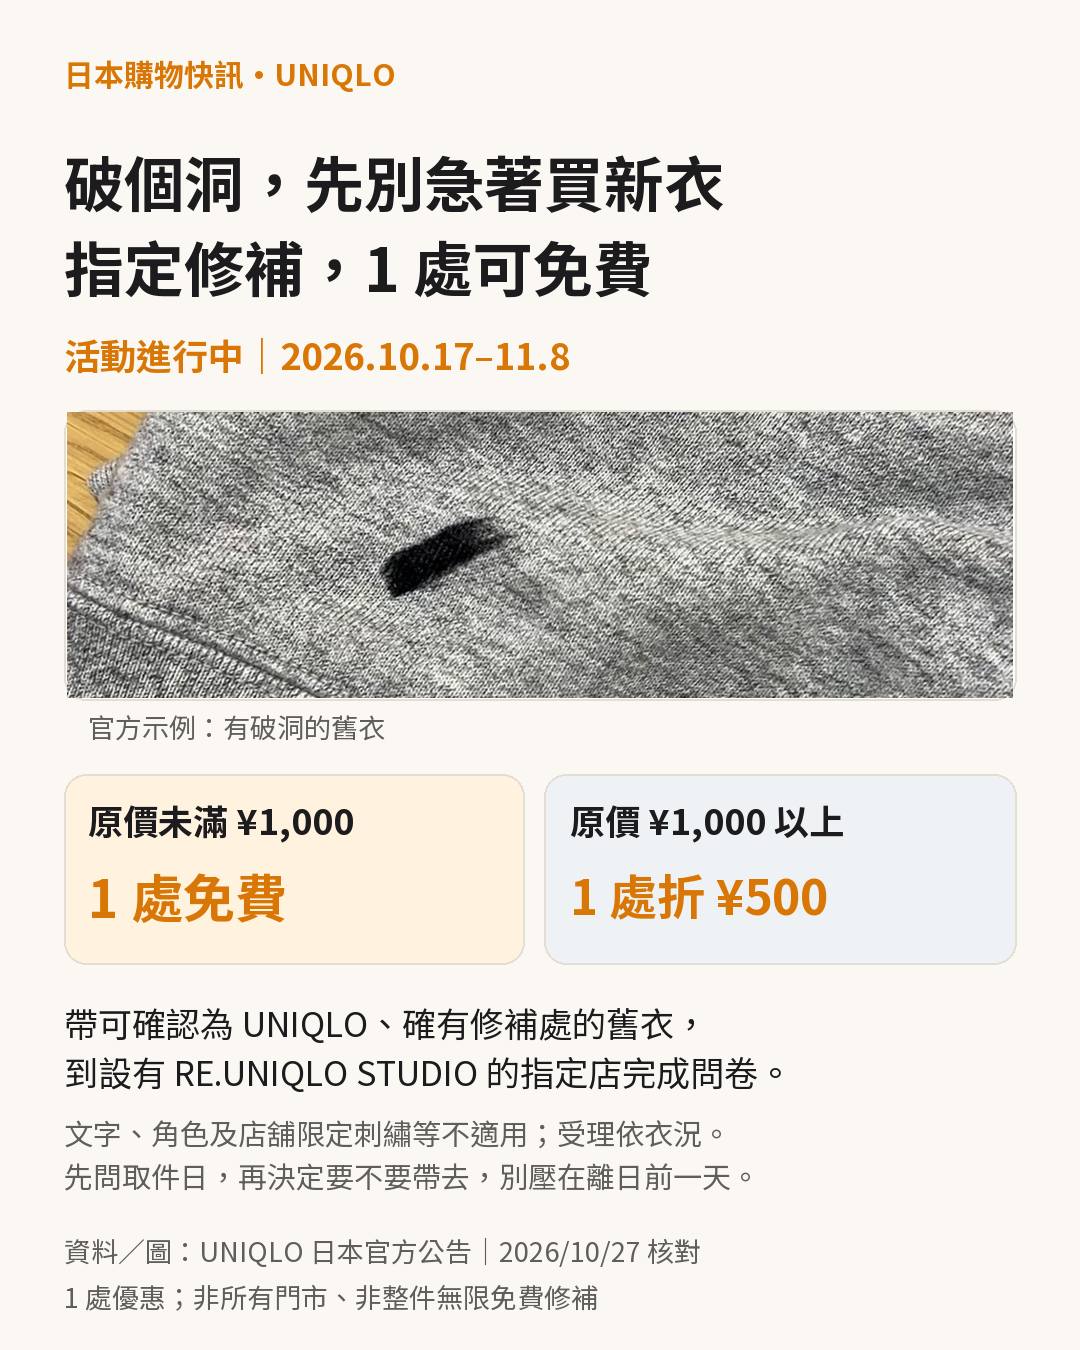 日本購物快訊・UNIQLO
破個洞，先別急著買新衣
指定修補，1 處可免費
活動進行中｜2026.10.17–11.8
官方示例：有破洞的舊衣
原價未滿 ¥1,000
1 處免費
原價 ¥1,000 以上
1 處折 ¥500
帶可確認為 UNIQLO、確有修補處的舊衣，
到設有 RE.UNIQLO STUDIO 的指定店完成問卷。
文字、角色及店舖限定刺繡等不適用；受理依衣況。
先問取件日，再決定要不要帶去，別壓在離日前一天。
資料／圖：UNIQLO 日本官方公告｜2026/10/27 核對
1 處優惠；非所有門市、非整件無限免費修補